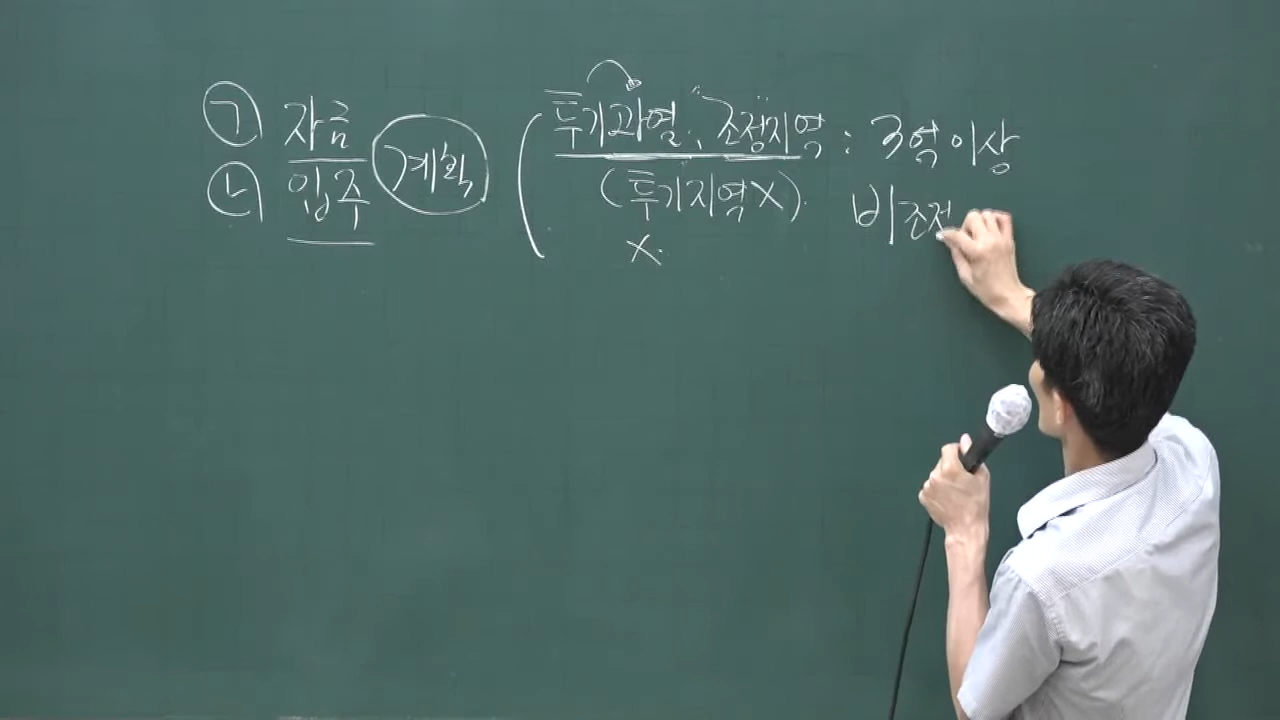 ㉠ 자금 계획 ( 투기과열, "조정"지역 : 3억 이상
㉡ 입주 (투기지역X). 비조정
X.